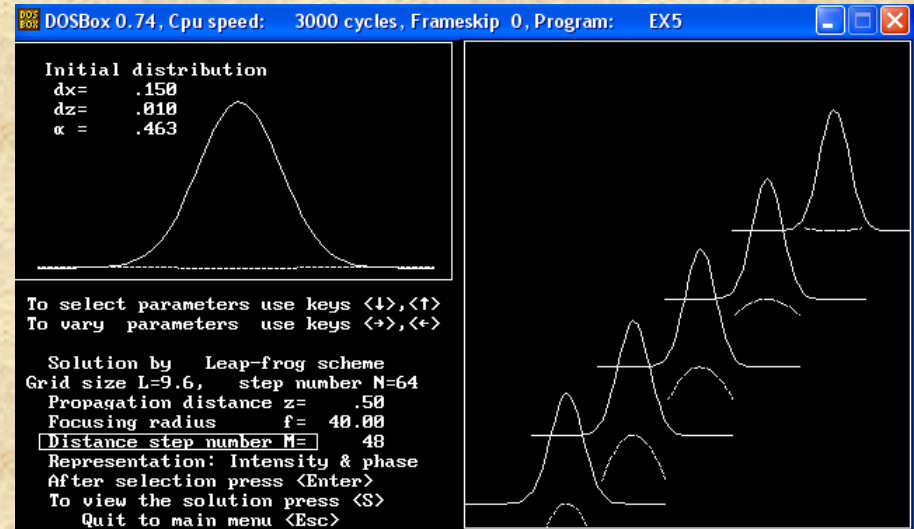 DOSBox 0.74, Cpu speed: 3000 cycles, Frameskip 0, Program: EX5
Initial distribution
dx= .150
dz= .010
α = .463
To select parameters use keys <↓>,<↑>
To vary parameters use keys <→>,<←>
Solution by Leap-frog scheme
Grid size L=9.6, step number N=64
Propagation distance z= .50
Focusing radius f= 40.00
Distance step number M= 48
Representation: Intensity & phase
After selection press <Enter>
To view the solution press <S>
Quit to main menu <Esc>